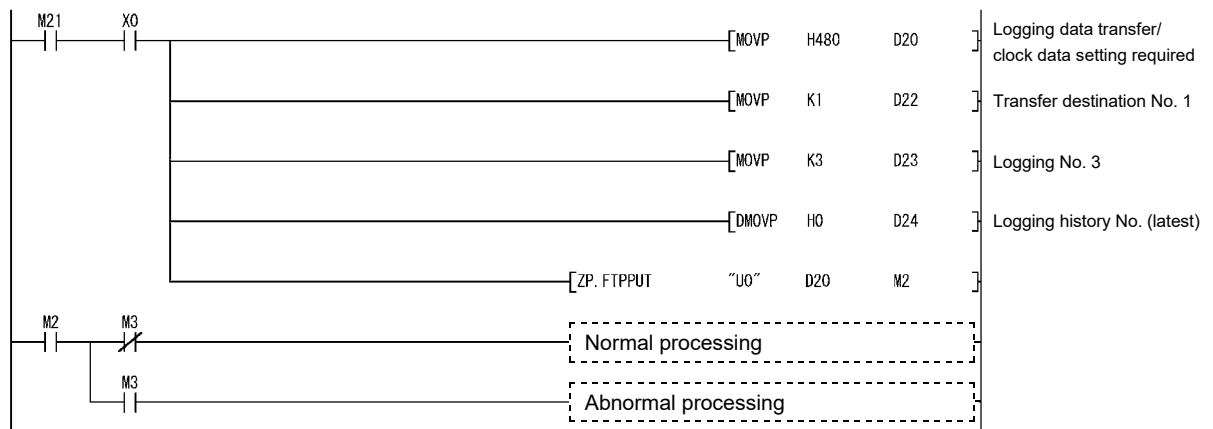 M21 X0
[MOVP H480 D20 ]
Logging data transfer/
clock data setting required
[MOVP K1 D22 ]
Transfer destination No. 1
[MOVP K3 D23 ]
Logging No. 3
[DMOVP H0 D24 ]
Logging history No. (latest)
[ZP.FTPPUT "U0" D20 M2 ]
M2 M3
Normal processing
M3
Abnormal processing